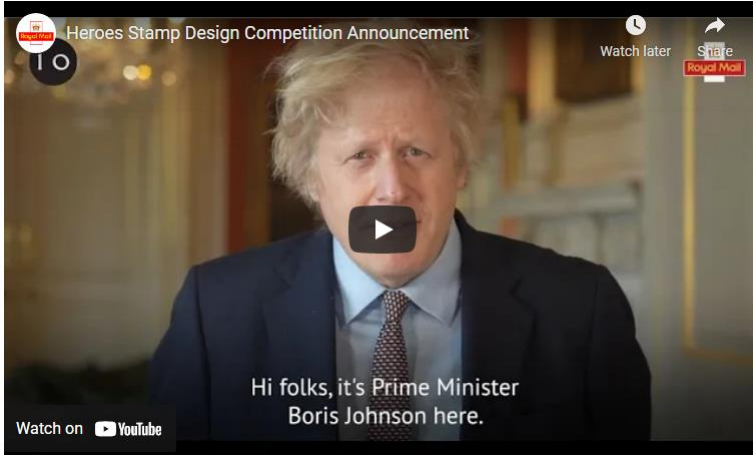 Heroes Stamp Design Competition Announcement
Royal Mail
10
Watch later
Share
Royal Mail
Hi folks, it's Prime Minister
Boris Johnson here.
Watch on YouTube